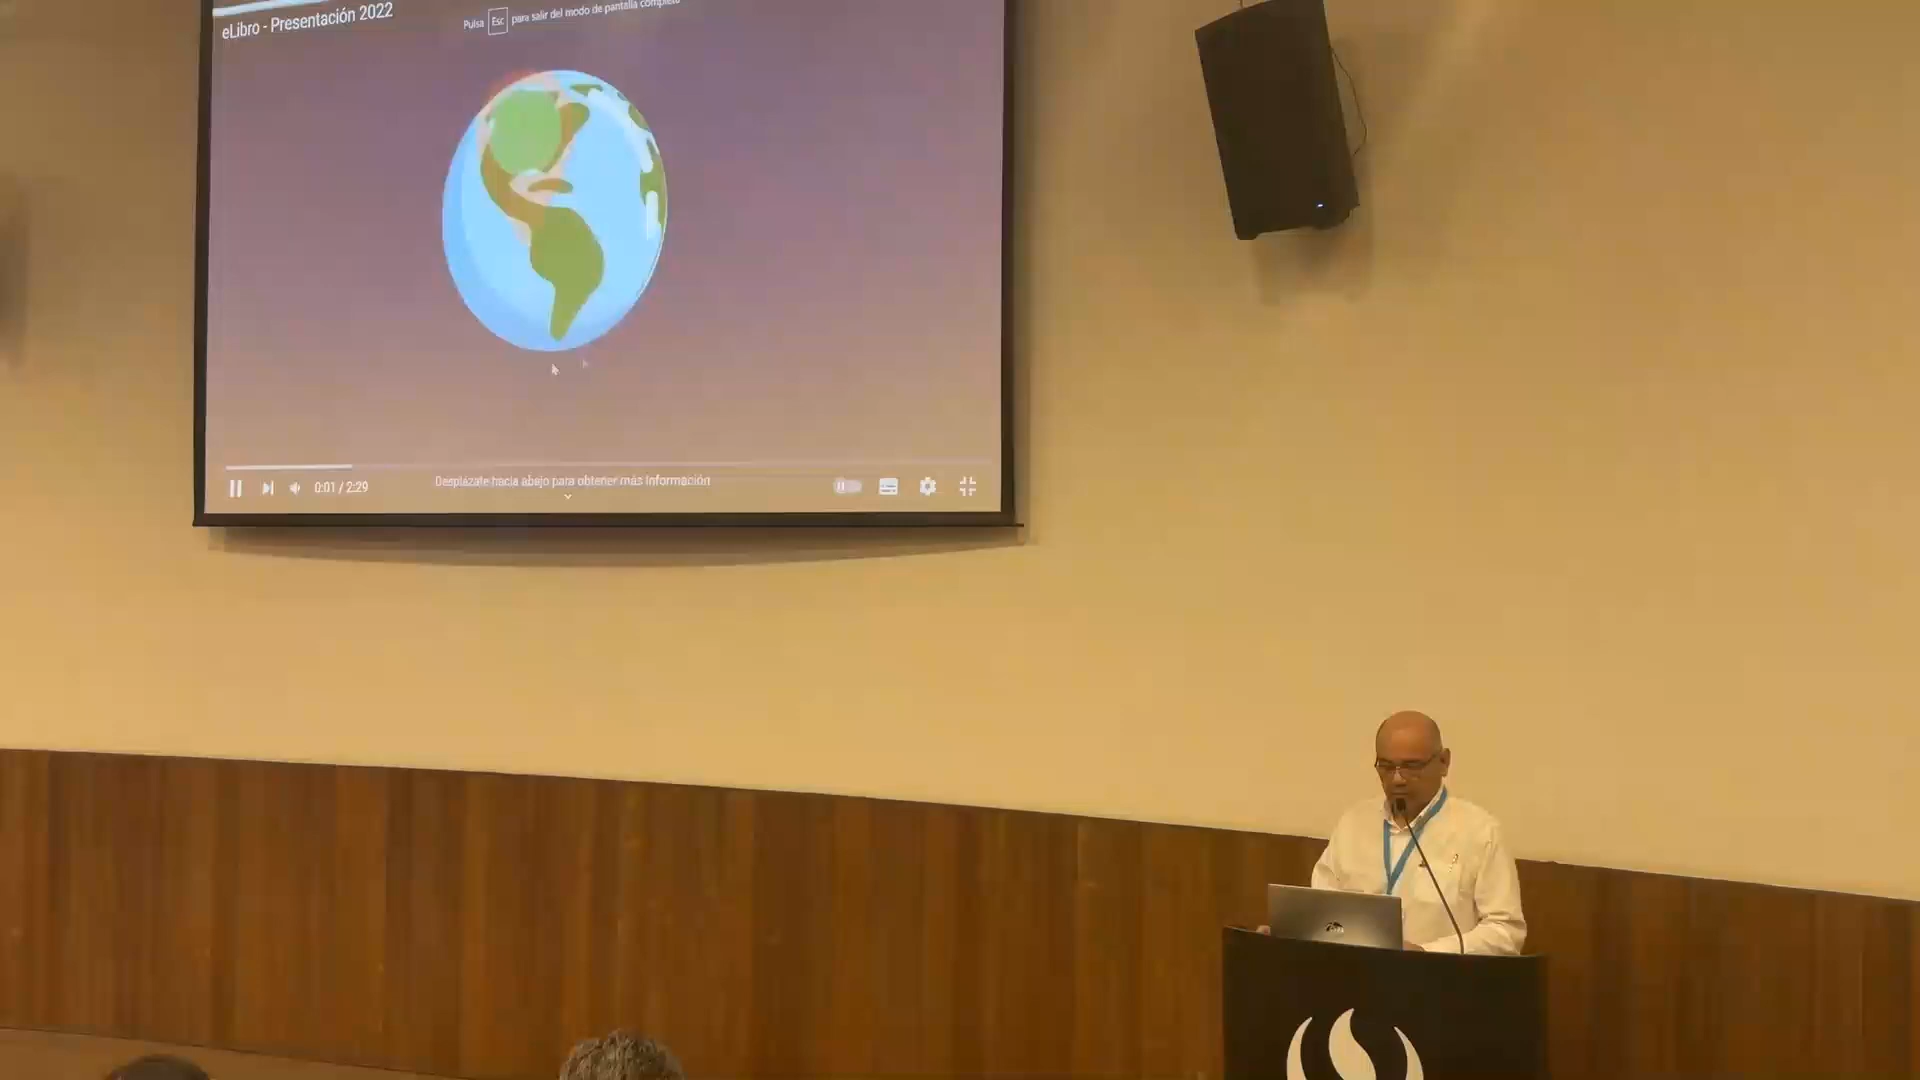 eLibro - Presentación 2022
Pulsa Esc para salir del modo de pantalla completa
0:01 / 2:29
Desplázate hacia abajo para obtener más información